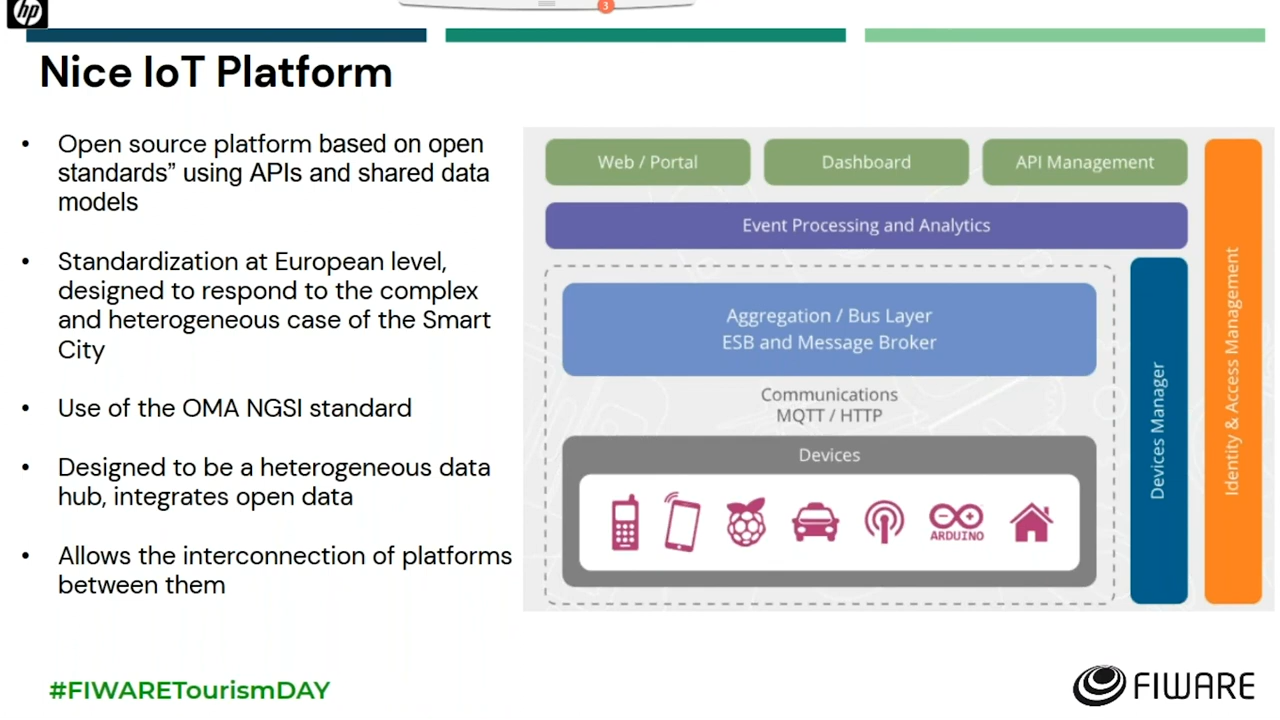 hp
3
Nice IoT Platform
• Open source platform based on open
standards” using APIs and shared data
models
• Standardization at European level,
designed to respond to the complex
and heterogeneous case of the Smart
City
• Use of the OMA NGSI standard
• Designed to be a heterogeneous data
hub, integrates open data
• Allows the interconnection of platforms
between them
Web / Portal
Dashboard
API Management
Event Processing and Analytics
Aggregation / Bus Layer
ESB and Message Broker
Communications
MQTT / HTTP
Devices
ARDUINO
Devices Manager
Identity & Access Management
#FIWARETourismDAY
FIWARE